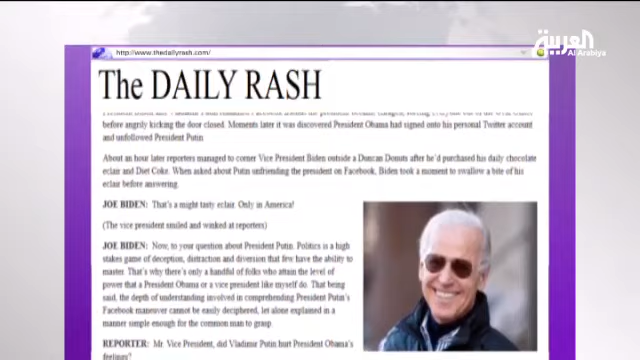 http://www.thedailyrash.com/
العربية
Al Arabiya
The DAILY RASH
before angrily kicking the door closed. Moments later it was discovered President Obama had signed onto his personal Twitter account
and unfollowed President Putin
About an hour later reporters managed to corner Vice President Biden outside a Duncan Donuts after he'd purchased his daily chocolate
eclair and Diet Coke. When asked about Putin unfriending the president on Facebook, Biden took a moment to swallow a bite of his
eclair before answering.
JOE BIDEN: That's a might tasty eclair. Only in America!
(The vice president smiled and winked at reporters)
JOE BIDEN: Now, to your question about President Putin. Politics is a high
stakes game of deception, distraction and diversion that few have the ability to
master. That's why there's only a handful of folks who attain the level of
power that a President Obama or a vice president like myself do. That being
said, the depth of understanding involved in comprehending President Putin's
Facebook maneuver cannot be easily deciphered, let alone explained in a
manner simple enough for the common man to grasp.
REPORTER: Mr. Vice President, did Vladimir Putin hurt President Obama's
feelings?